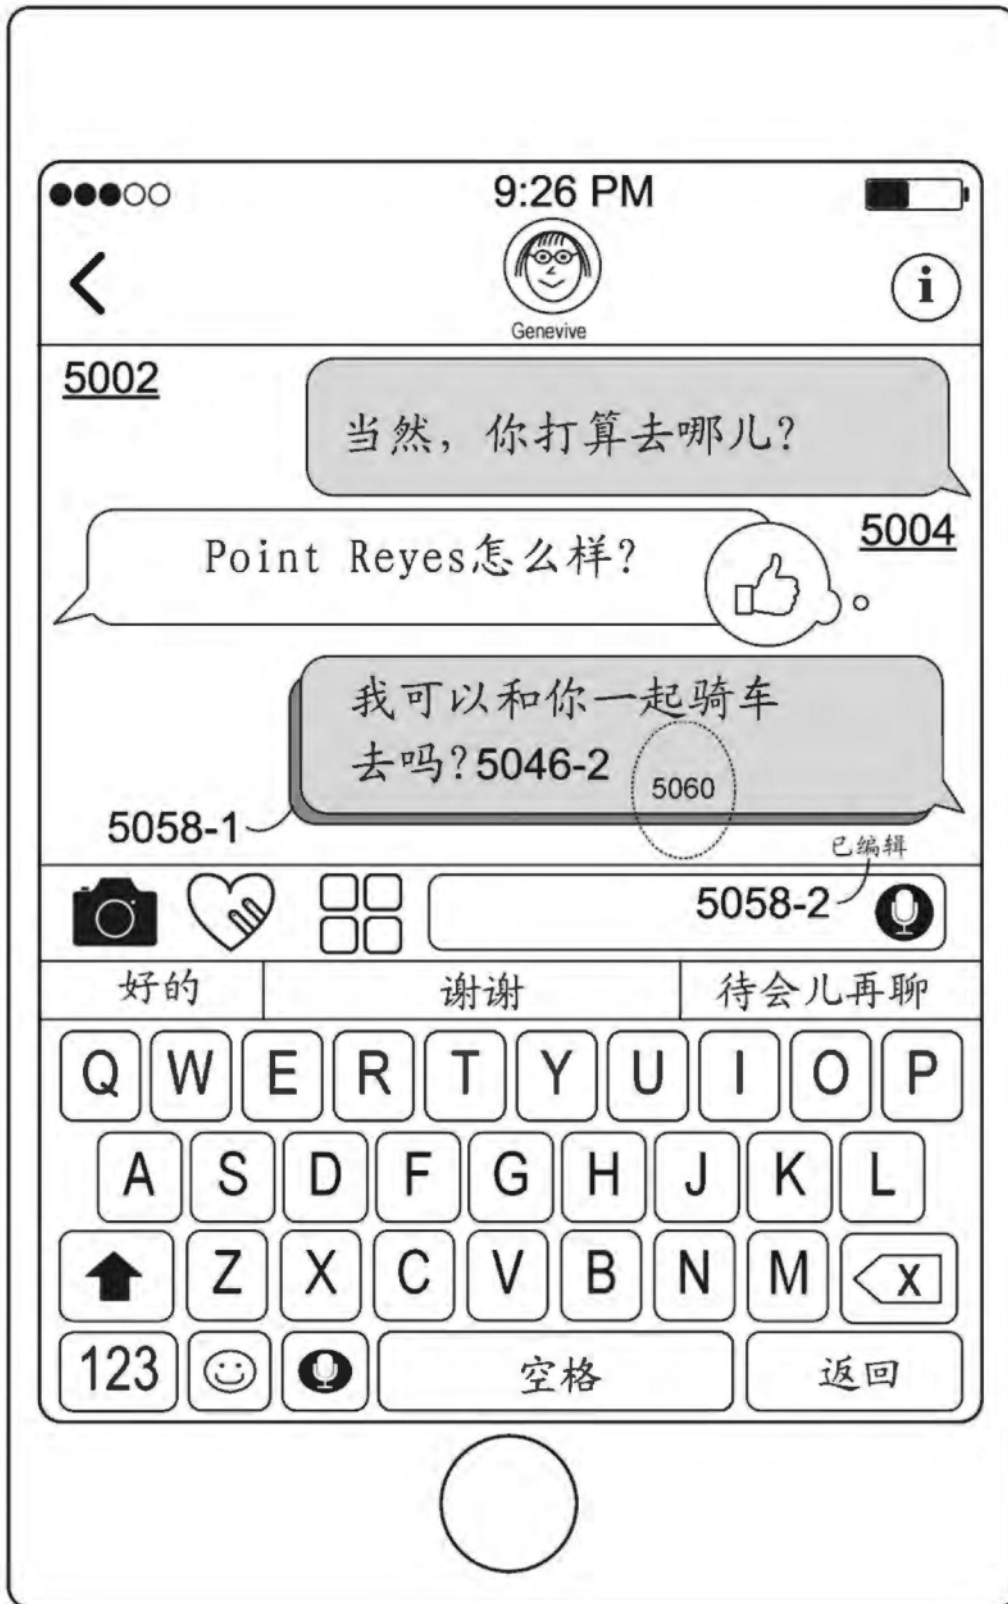 9:26 PM
i
Genevive
5002
当然，你打算去哪儿？
Point Reyes怎么样？
5004
我可以和你一起骑车
去吗？5046-2
5060
5058-1
已编辑
5058-2
好的 谢谢 待会儿再聊
Q W E R T Y U I O P
A S D F G H J K L
Z X C V B N M X
123 空格 返回